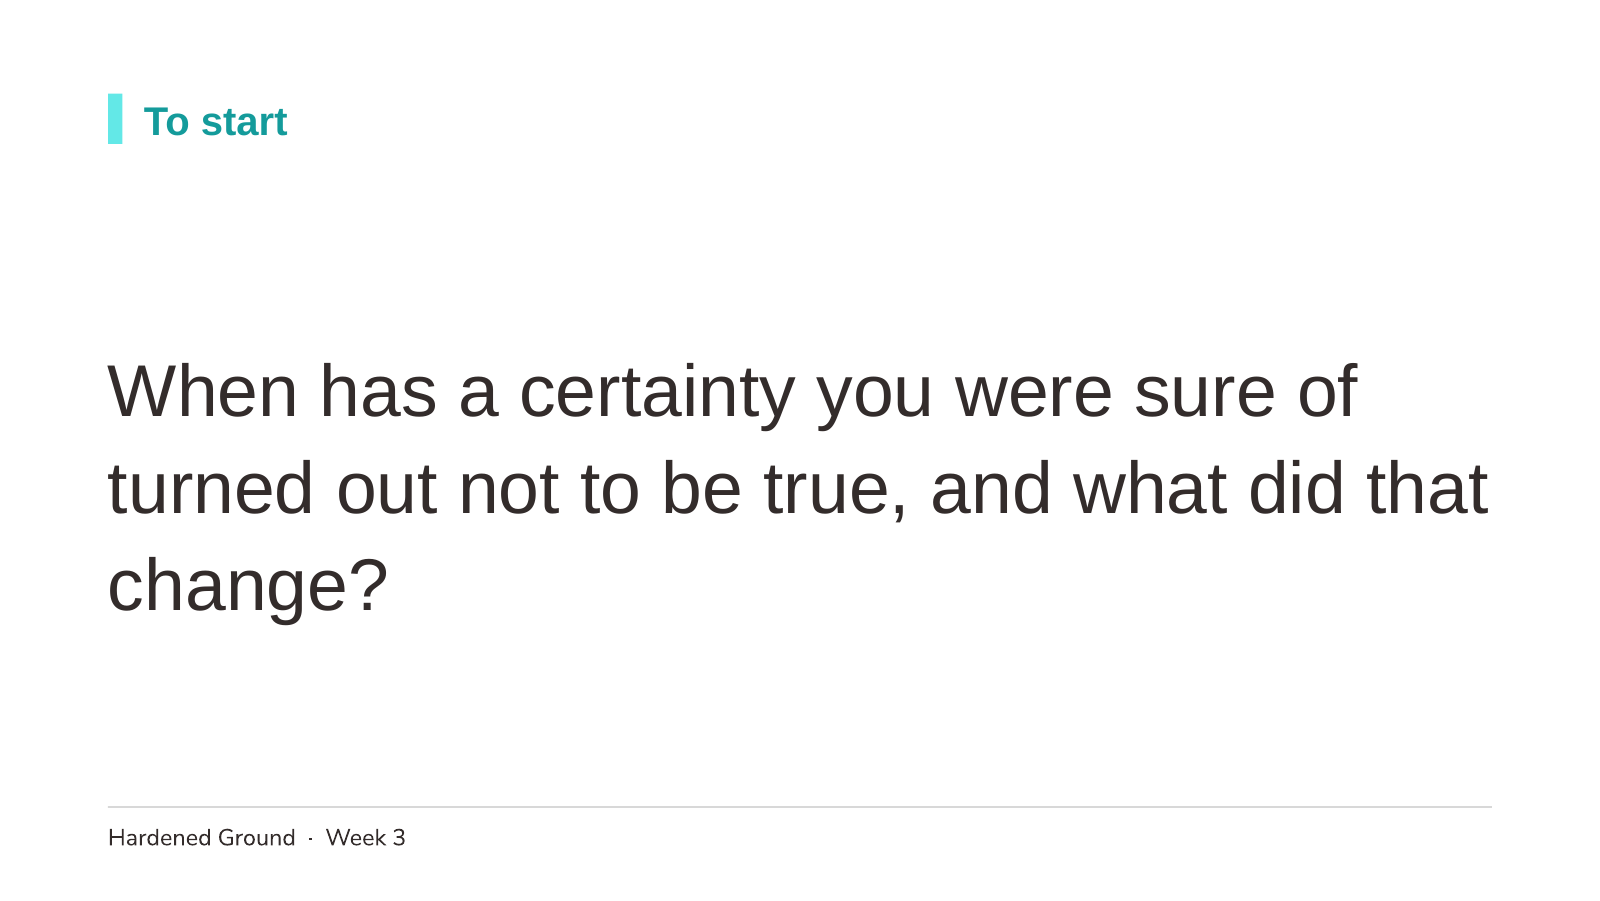 To start
When has a certainty you were sure of
turned out not to be true, and what did that
change?
Hardened Ground · Week 3